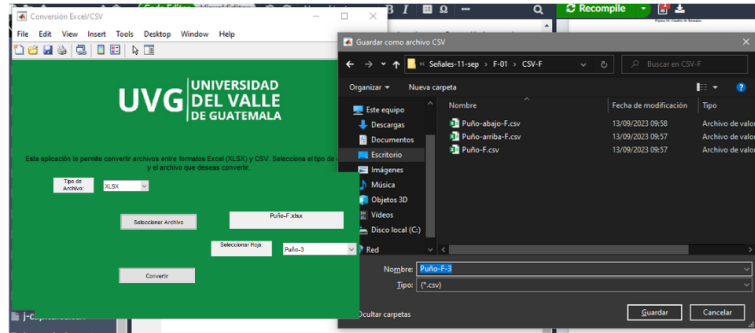 Conversión Excel/CSV
File Edit View Insert Tools Desktop Window Help
UVG UNIVERSIDAD
DEL VALLE
DE GUATEMALA
Esta aplicación te permite convertir archivos entre formatos Excel (XLSX) y CSV. Selecciona el tipo de
y el archivo que deseas convertir.
Tipo de
Archivo:
XLSX
Seleccionar Archivo
Puño-F.xlsx
Seleccionar Hoja:
Puño-3
Convertir
Recompile
Guardar como archivo CSV
« Señales-11-sep > F-01 > CSV-F
Buscar en CSV-F
Organizar
Nueva carpeta
Este equipo
Descargas
Documentos
Escritorio
Imágenes
Música
Objetos 3D
Vídeos
Disco local (C:)
Red
Nombre Fecha de modificación Tipo
Puño-abajo-F.csv 13/09/2023 09:58 Archivo de valor
Puño-arriba-F.csv 13/09/2023 09:57 Archivo de valor
Puño-F.csv 13/09/2023 09:57 Archivo de valor
Nombre: Puño-F-3
Tipo: (*.csv)
Ocultar carpetas
Guardar
Cancelar